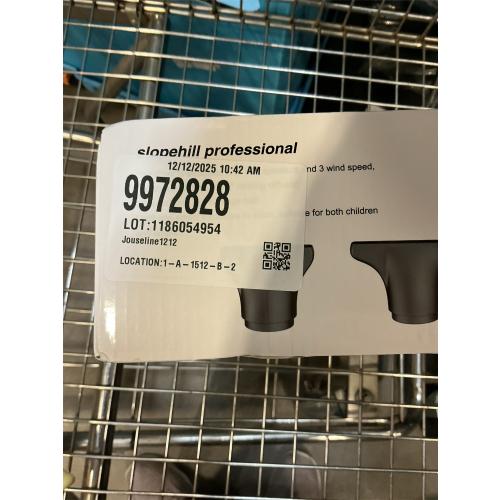 slopehill professional
12/12/2025 10:42 AM
nd 3 wind speed,
9972828
LOT:1186054954
e for both children
Jouseline1212
LOCATION:1-A-1512-B-2